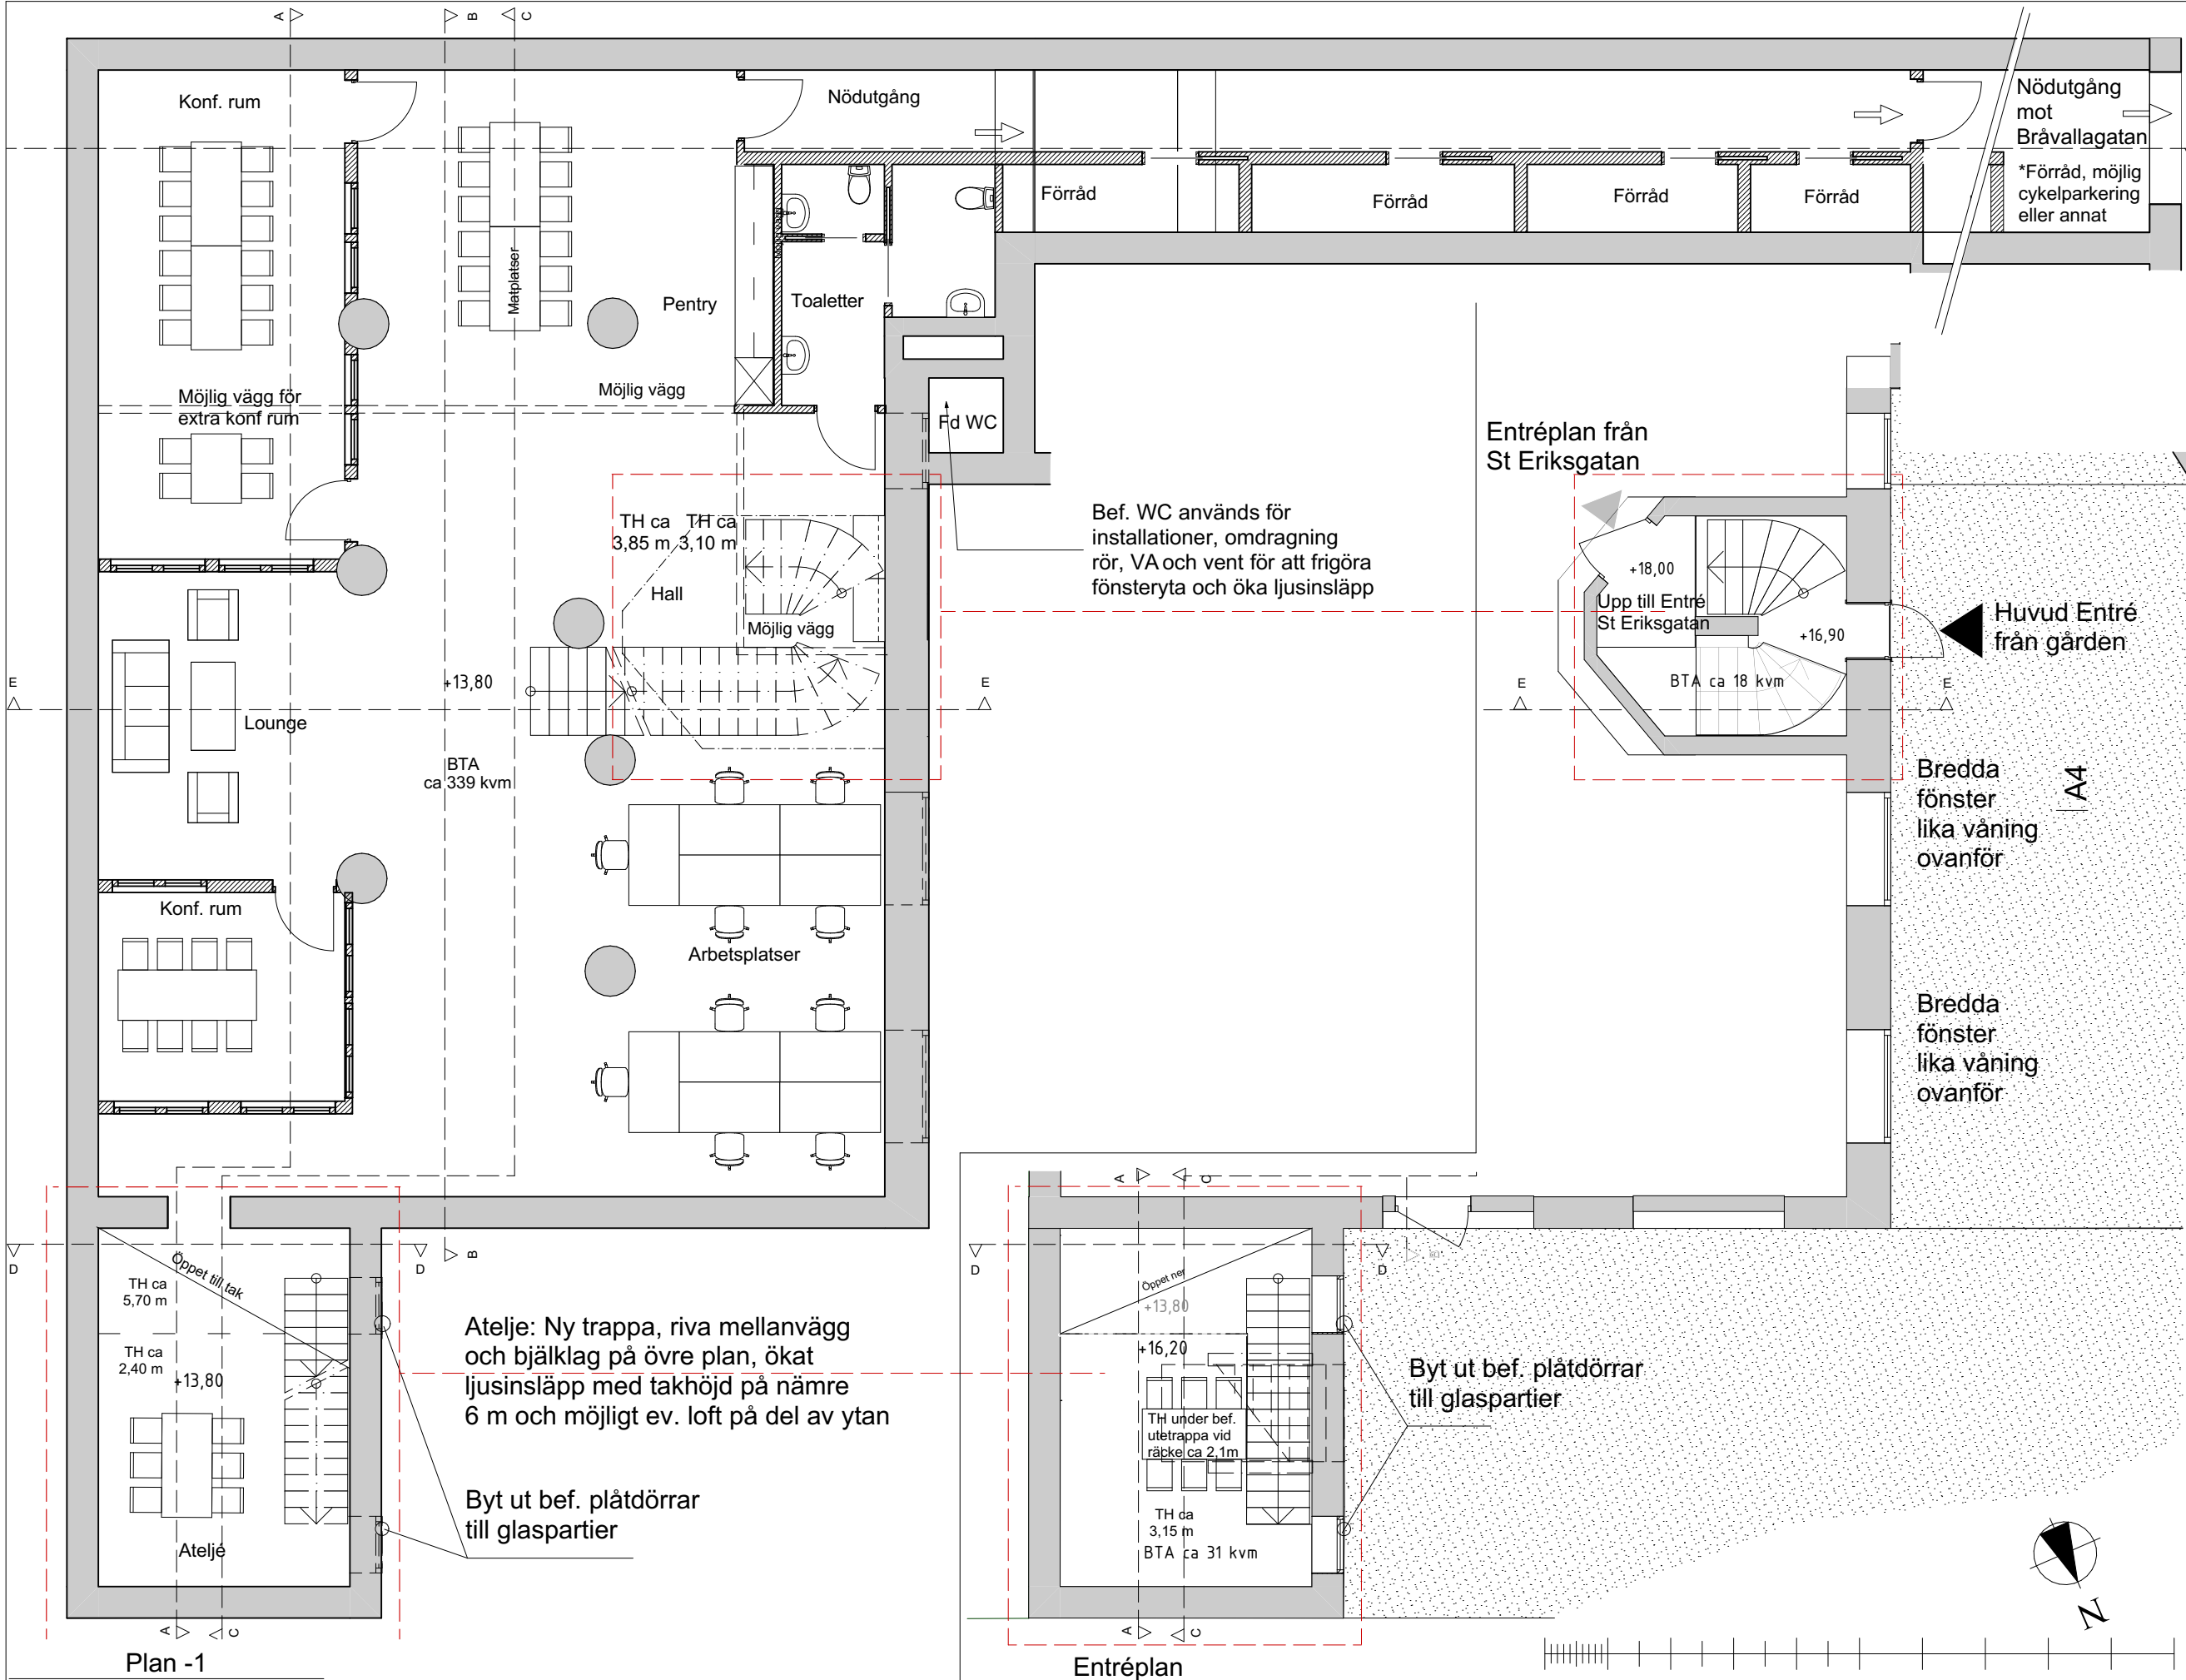 A
B
C
Konf. rum
Nödutgång
Nödutgång
mot
Bråvallagatan
*Förråd, möjlig
cykelparkering
eller annat
Förråd
Förråd
Förråd
Förråd
Matplatser
Pentry
Toaletter
Möjlig vägg för
extra konf rum
Möjlig vägg
Fd WC
Entréplan från
St Eriksgatan
TH ca
3,85 m
TH ca
3,10 m
Bef. WC används för
installationer, omdragning
rör, VA och vent för att frigöra
fönsteryta och öka ljusinsläpp
Hall
Möjlig vägg
+18,00
Upp till Entré
St Eriksgatan
+16,90
Huvud Entré
från gården
BTA ca 18 kvm
E
+13,80
E
E
E
Lounge
BTA
ca 339 kvm
Bredda
fönster
lika våning
ovanför
A4
Konf. rum
Arbetsplatser
Bredda
fönster
lika våning
ovanför
A
C
D
D
B
D
D
B
Öppet till tak
TH ca
5,70 m
TH ca
2,40 m
+13,80
Ateljé
Atelje: Ny trappa, riva mellanvägg
och bjälklag på övre plan, ökat
ljusinsläpp med takhöjd på nämre
6 m och möjligt ev. loft på del av ytan
Byt ut bef. plåtdörrar
till glaspartier
Öppet ner
+13,80
+16,20
TH under bef.
utetrappa vid
räcke ca 2,1m
TH ca
3,15 m
BTA ca 31 kvm
Byt ut bef. plåtdörrar
till glaspartier
N
A
C
A
C
Plan -1
Entréplan